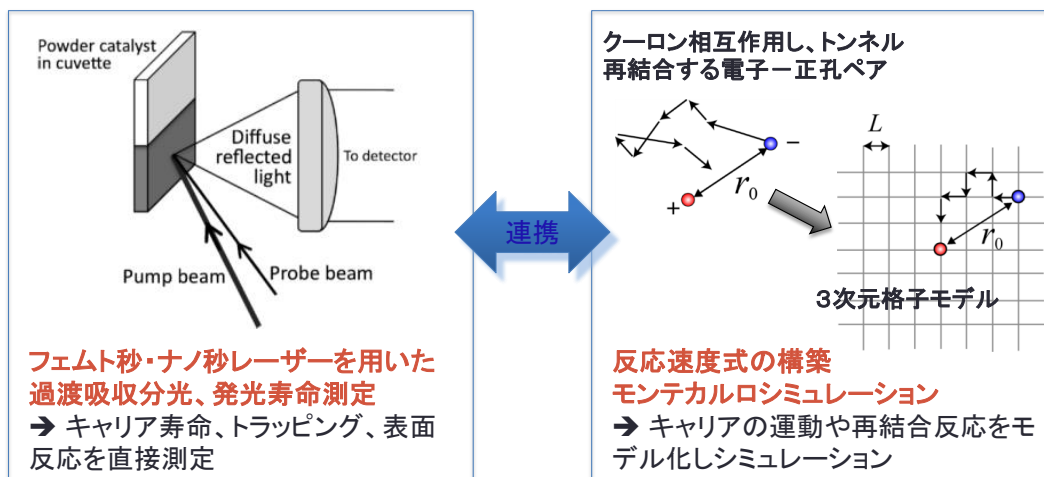 Powder catalyst
in cuvette
Diffuse
reflected
light
To detector
Pump beam
Probe beam
フェムト秒・ナノ秒レーザーを用いた
過渡吸収分光、発光寿命測定
➔ キャリア寿命、トラッピング、表面
反応を直接測定
連携
クーロン相互作用し、トンネル
再結合する電子－正孔ペア
−
+
r₀
L
r₀
３次元格子モデル
反応速度式の構築
モンテカルロシミュレーション
➔ キャリアの運動や再結合反応をモ
デル化しシミュレーション